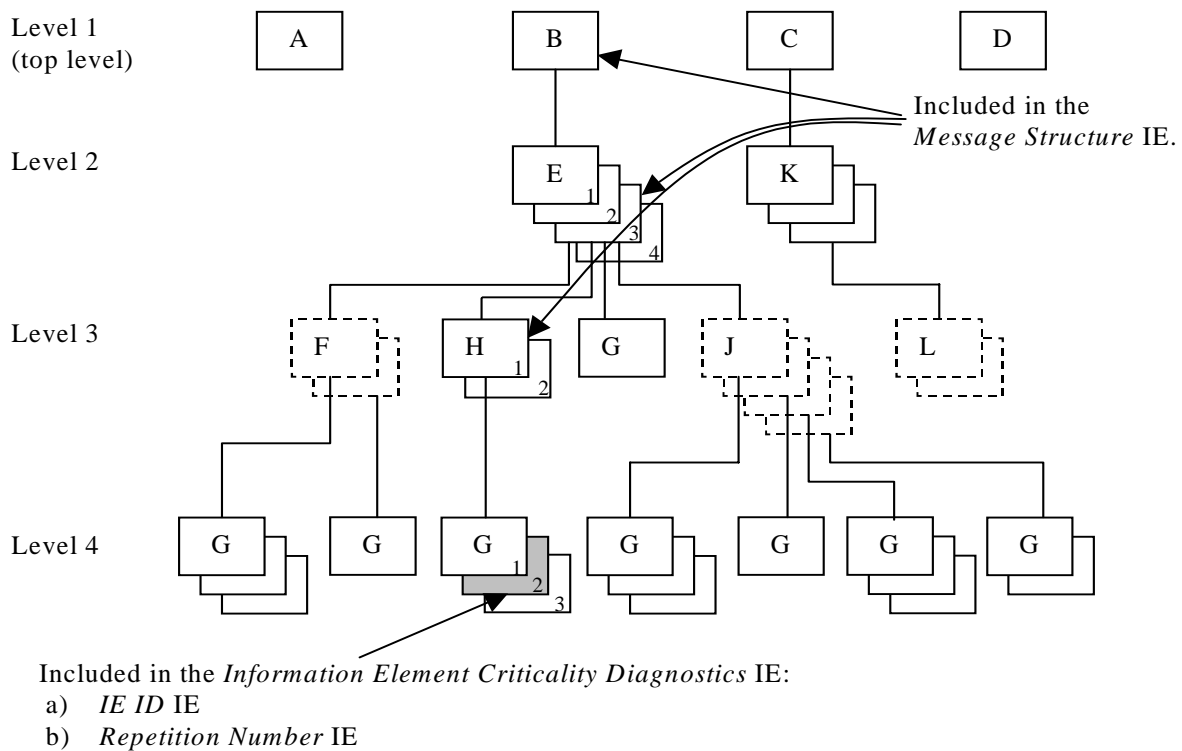 Level 1
(top level)
A
B
C
D
Included in the
Message Structure IE.
Level 2
E
1
2
3
4
K
Level 3
F
H
1
2
G
J
L
Level 4
G
G
G
1
2
3
G
G
G
G
Included in the Information Element Criticality Diagnostics IE:
a) IE ID IE
b) Repetition Number IE